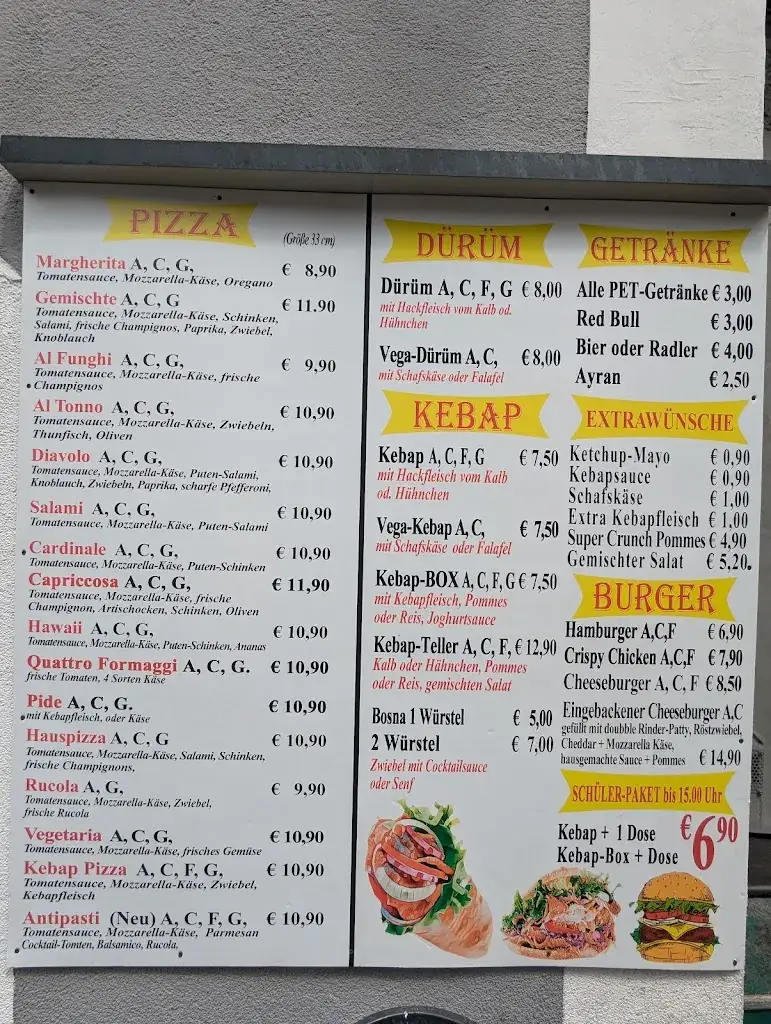 PIZZA
(Größe 33 cm)
Margherita A, C, G, € 8,90
Tomatensauce, Mozzarella-Käse, Oregano
Gemischte A, C, G € 11.90
Tomatensauce, Mozzarella-Käse, Schinken,
Salami, frische Champignos, Paprika, Zwiebel,
Knoblauch
Al Funghi A, C, G, € 9,90
Tomatensauce, Mozzarella-Käse, frische
Champignos
Al Tonno A, C, G, € 10,90
Tomatensauce, Mozzarella-Käse, Zwiebeln,
Thunfisch, Oliven
Diavolo A, C, G, € 10,90
Tomatensauce, Mozzarella-Käse, Puten-Salami,
Knoblauch, Zwiebeln, Paprika, scharfe Pfefferoni,
Salami A, C, G, € 10,90
Tomatensauce, Mozzarella-Käse, Puten-Salami
Cardinale A, C, G, € 10,90
Tomatensauce, Mozzarella-Käse, Puten-Schinken
Capriccosa A, C, G, € 11,90
Tomatensauce, Mozzarella-Käse, frische
Champignon, Artischocken, Schinken, Oliven
Hawaii A, C, G, € 10,90
Tomatensauce, Mozzarella-Käse, Puten-Schinken, Ananas
Quattro Formaggi A, C, G. € 10,90
frische Tomaten, 4 Sorten Käse
Pide A, C, G. € 10,90
mit Kebapfleisch, oder Käse
Hauspizza A, C, G € 10,90
Tomatensauce, Mozzarella-Käse, Salami, Schinken,
frische Champignons,
Rucola A, G, € 9,90
Tomatensauce, Mozzarella-Käse, Zwiebel,
frische Rucola
Vegetaria A, C, G, € 10,90
Tomatensauce, Mozzarella-Käse, frisches Gemüse
Kebap Pizza A, C, F, G, € 10,90
Tomatensauce, Mozzarella-Käse, Zwiebel,
Kebapfleisch
Antipasti (Neu) A, C, F, G, € 10,90
Tomatensauce, Mozzarella-Käse, Parmesan
Cocktail-Tomten, Balsamico, Rucola,
DÜRÜM
Dürüm A, C, F, G € 8,00
mit Hackfleisch vom Kalb od.
Hühnchen
Vega-Dürüm A, C, € 8,00
mit Schafskäse oder Falafel
KEBAP
Kebap A, C, F, G € 7,50
mit Hackfleisch vom Kalb
od. Hühnchen
Vega-Kebap A, C, € 7,50
mit Schafskäse oder Falafel
Kebap-BOX A, C, F, G € 7,50
mit Kebapfleisch, Pommes
oder Reis, Joghurtsauce
Kebap-Teller A, C, F, € 12,90
Kalb oder Hähnchen, Pommes
oder Reis, gemischten Salat
Bosna 1 Würstel € 5,00
2 Würstel € 7,00
Zwiebel mit Cocktailsauce
oder Senf
GETRÄNKE
Alle PET-Getränke € 3,00
Red Bull € 3,00
Bier oder Radler € 4,00
Ayran € 2,50
EXTRAWÜNSCHE
Ketchup-Mayo € 0,90
Kebapsauce € 0,90
Schafskäse € 1,00
Extra Kebapfleisch € 1,00
Super Crunch Pommes € 4,90
Gemischter Salat € 5,20
BURGER
Hamburger A,C,F € 6,90
Crispy Chicken A,C,F € 7,90
Cheeseburger A, C, F € 8,50
Eingebackener Cheeseburger A,C
gefüllt mit doubble Rinder-Patty, Röstzwiebel,
Cheddar + Mozzarella Käse,
hausgemachte Sauce + Pommes € 14,90
SCHÜLER-PAKET bis 15.00 Uhr
Kebap + 1 Dose
Kebap-Box + Dose
€6 90